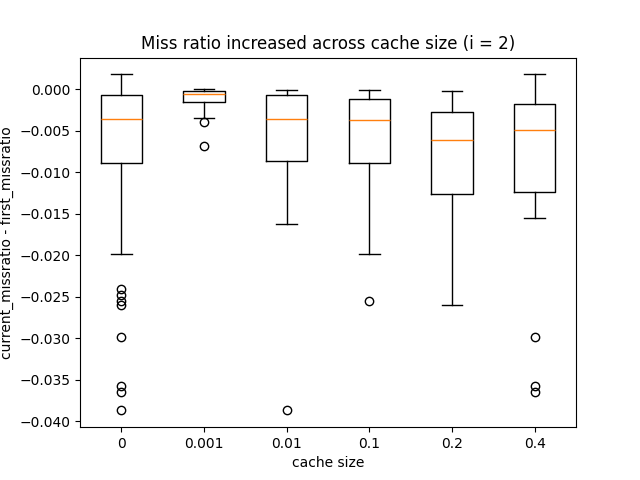 Miss ratio increased across cache size (i = 2)
current_missratio - first_missratio
0.000
−0.005
−0.010
−0.015
−0.020
−0.025
−0.030
−0.035
−0.040
0 0.001 0.01 0.1 0.2 0.4
cache size